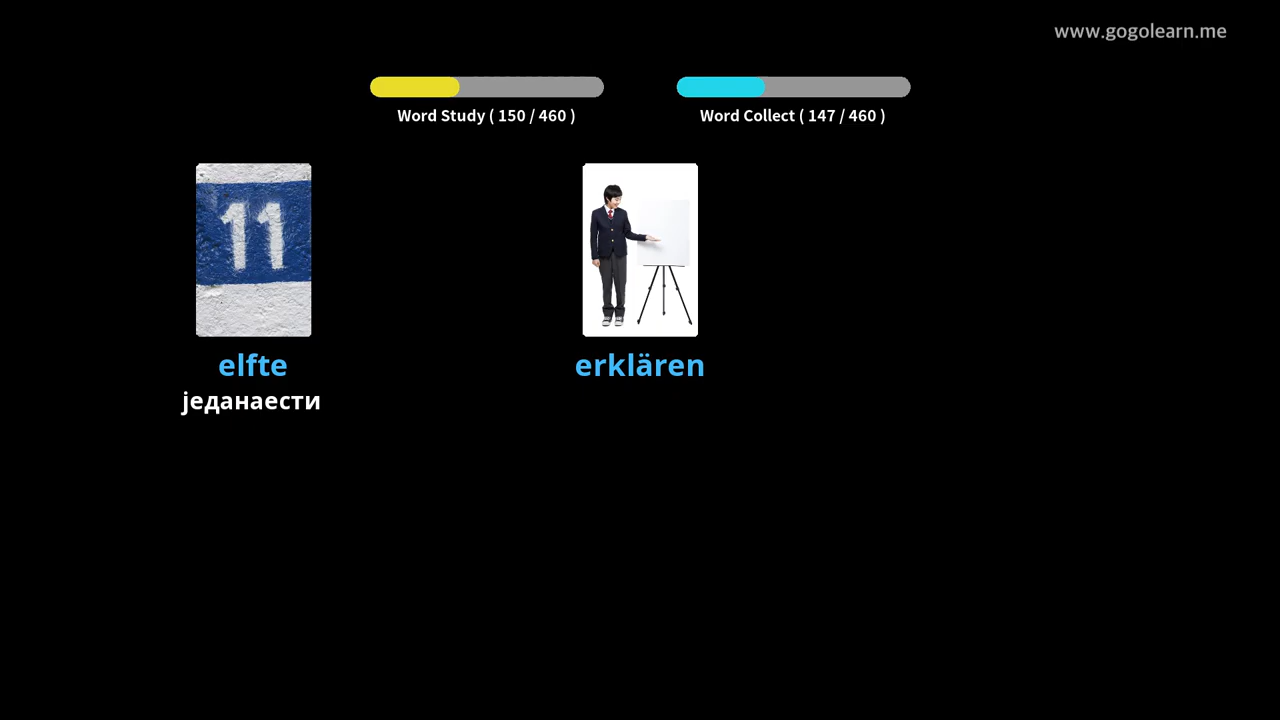 www.gogolearn.me
Word Study ( 150 / 460 )
Word Collect ( 147 / 460 )
11
elfte
једанаести
erklären